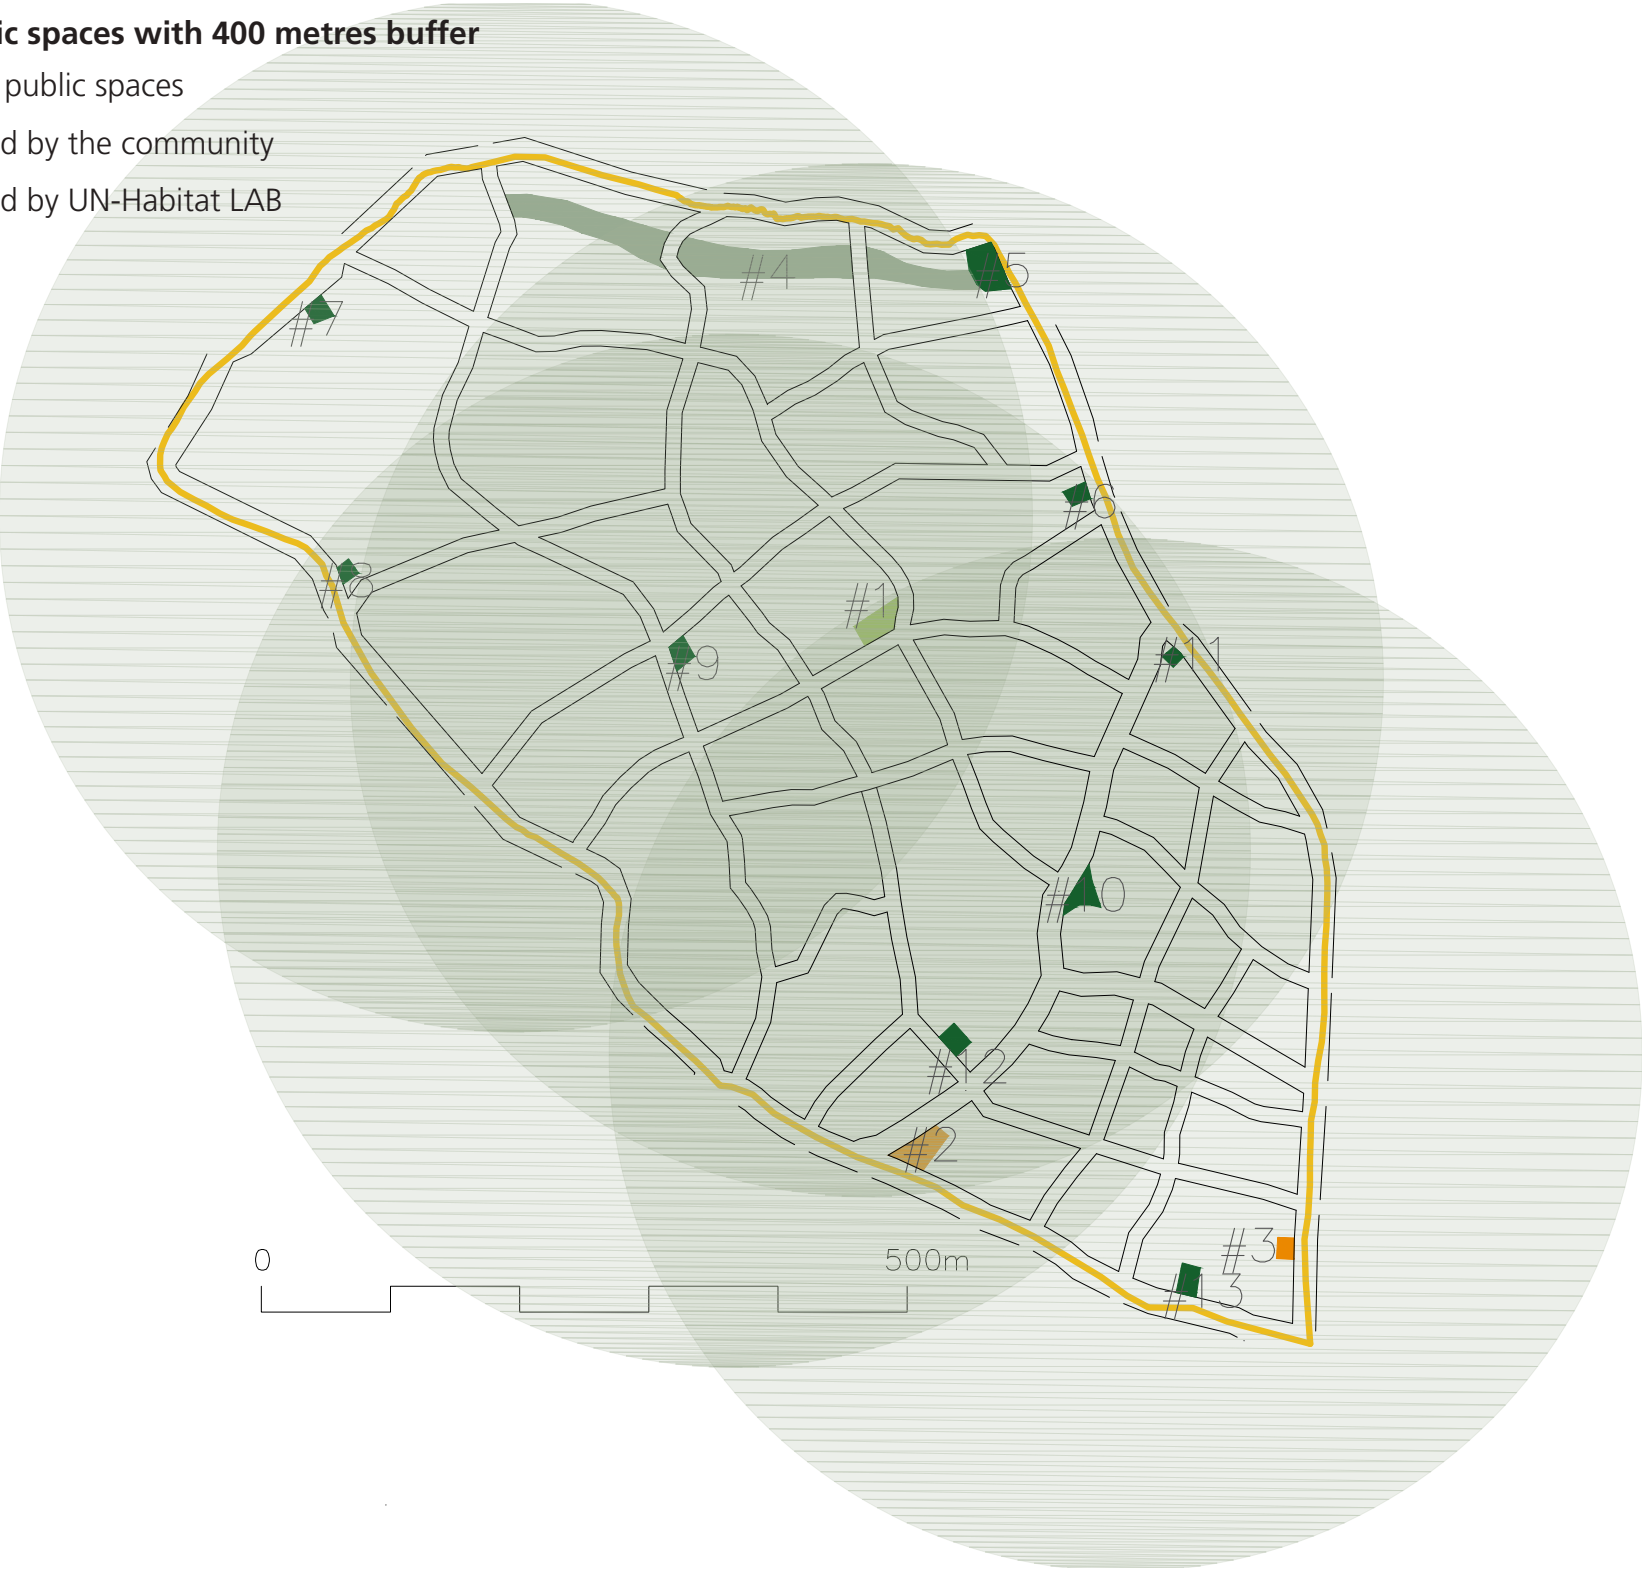 ic spaces with 400 metres buffer
public spaces
d by the community
d by UN-Habitat LAB
#4
#5
#7
#6
#8
#1
#9
#11
#10
#12
#2
#3
#13
0
500m